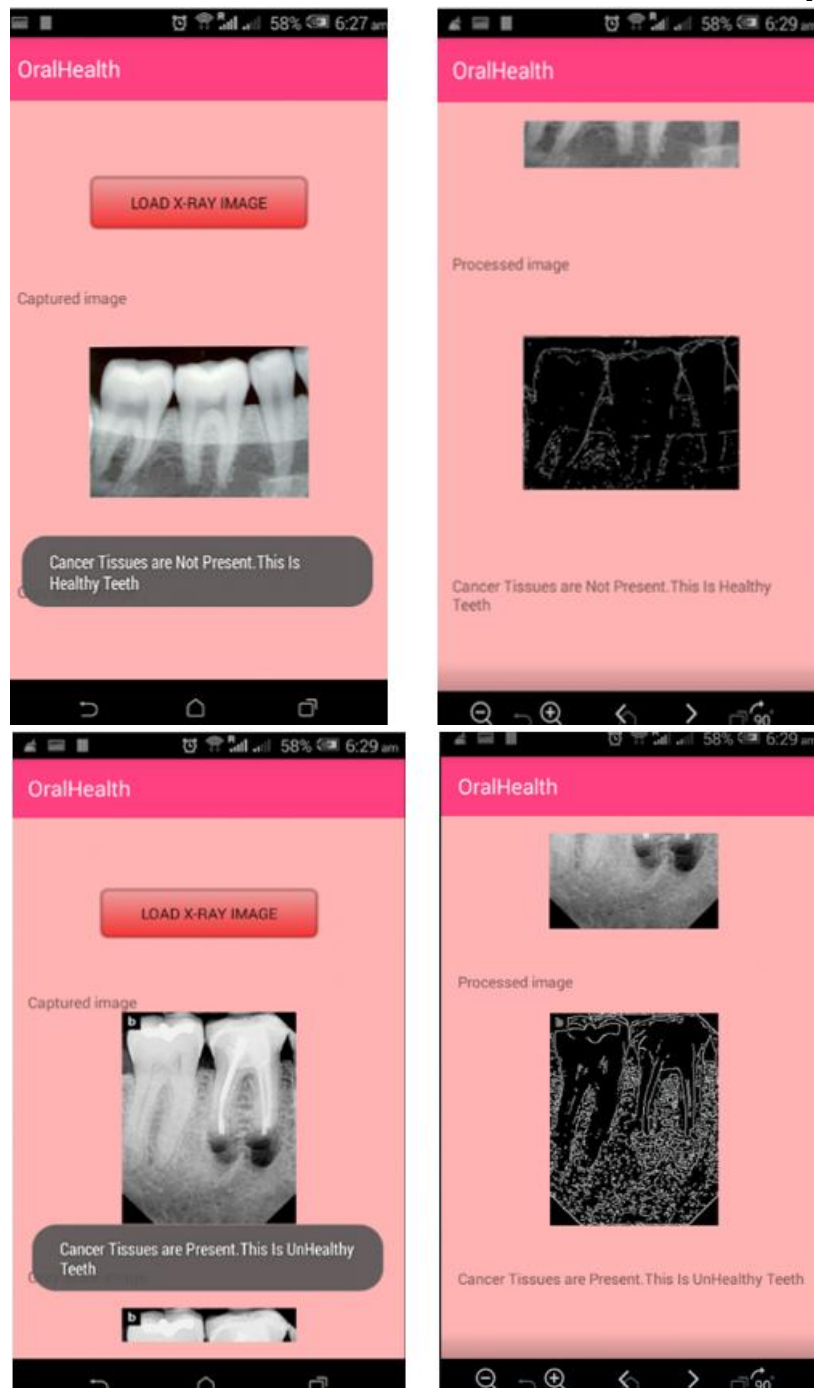 58% 6:27 am
OralHealth
LOAD X-RAY IMAGE
Captured image
Cancer Tissues are Not Present.This Is
Healthy Teeth
58% 6:29 am
OralHealth
Processed image
Cancer Tissues are Not Present.This Is Healthy
Teeth
90°
58% 6:29 am
OralHealth
LOAD X-RAY IMAGE
Captured image
b
Cancer Tissues are Present.This Is UnHealthy
Teeth
b
58% 6:29 am
OralHealth
Processed image
b
Cancer Tissues are Present.This Is UnHealthy Teeth
90°